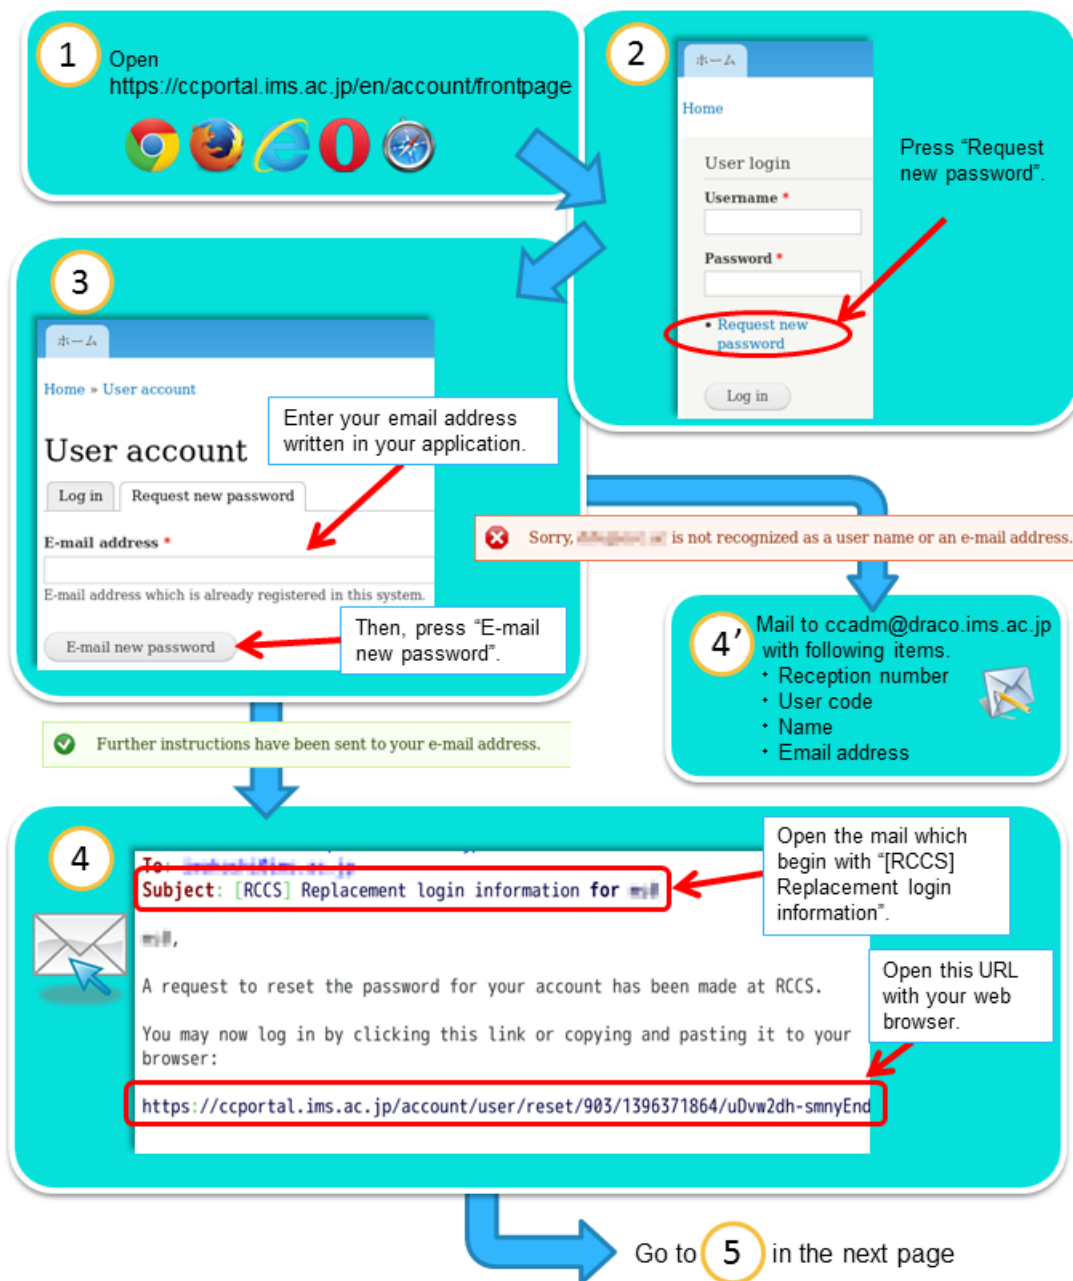 1
Open
https://ccportal.ims.ac.jp/en/account/frontpage
2
ホーム
Home
User login
Username *
Password *
• Request new
password
Log in
Press “Request
new password”.
3
ホーム
Home » User account
User account
Log in
Request new password
E-mail address *
E-mail address which is already registered in this system.
E-mail new password
Enter your email address
written in your application.
Then, press “E-mail
new password”.
Sorry, is not recognized as a user name or an e-mail address.
4’
Mail to ccadm@draco.ims.ac.jp
with following items.
・ Reception number
・ User code
・ Name
・ Email address
Further instructions have been sent to your e-mail address.
4
To:
Subject: [RCCS] Replacement login information for
A request to reset the password for your account has been made at RCCS.
You may now log in by clicking this link or copying and pasting it to your
browser:
https://ccportal.ims.ac.jp/account/user/reset/903/1396371864/uDvw2dh-smnyEnd
Open the mail which
begin with “[RCCS]
Replacement login
information”.
Open this URL
with your web
browser.
Go to 5 in the next page